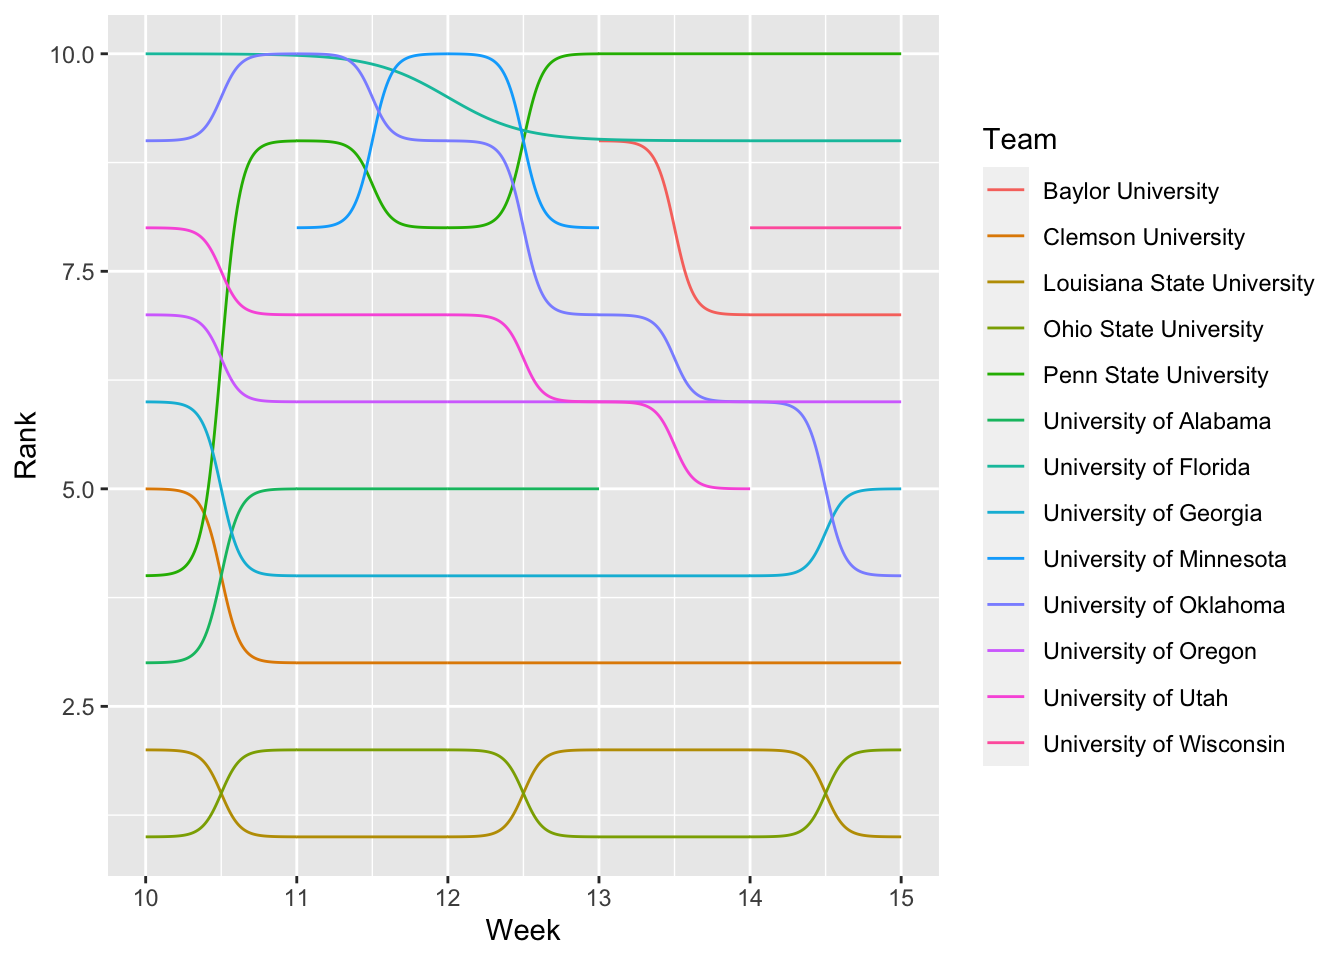 10.0
7.5
5.0
2.5
Rank
10 11 12 13 14 15
Week
Team
Baylor University
Clemson University
Louisiana State University
Ohio State University
Penn State University
University of Alabama
University of Florida
University of Georgia
University of Minnesota
University of Oklahoma
University of Oregon
University of Utah
University of Wisconsin